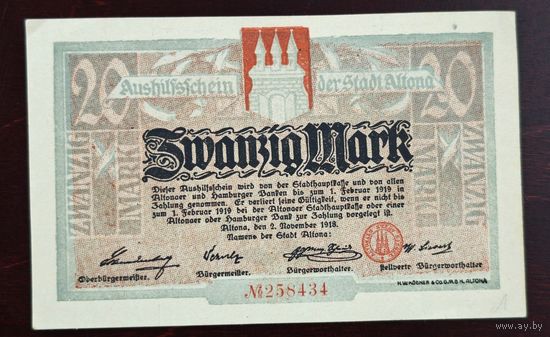 20 Aushilfsschein der Stadt Altona 20
ZWANZIG MARK
MARK ZWANZIG
Zwanzig Mark
Dieser Aushilfsschein wird von der Stadthauptkasse und von allen
Altonaer und Hamburger Banken bis zum 1. Februar 1919 in
Zahlung genommen. Er verliert seine Gültigkeit, wenn er nicht bis
zum 1. Februar 1919 bei der Altonaer Stadthauptkasse oder einer
Altonaer oder Hamburger Bank zur Zahlung vorgelegt ist.
Altona, den 2. November 1918.
Namens der Stadt Altona:
Oberbürgermeister. Bürgermeister. Bürgerworthalter. stellvertr. Bürgerworthalter.
№ 258434
H.W. KÖBNER & CO. G.M.B.H. ALTONA
www.ay.by